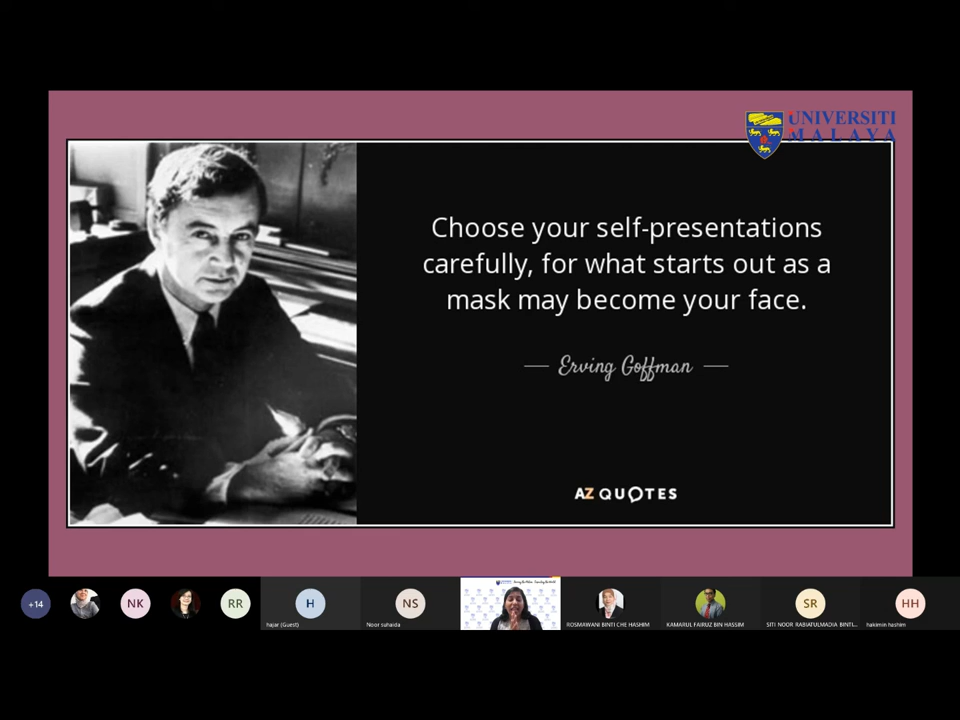 UNIVERSITI
MALAYA
Choose your self-presentations
carefully, for what starts out as a
mask may become your face.
Erving Goffman
AZ QUOTES
+14
NK
RR
H
hajar (Guest)
NS
Noor suhaida
ROSMAWANI BINTI CHE HASHIM
KAMARUL FAIRUZ BIN HASSIM
SR
SITI NOOR RABIATULMADIA BINTI...
HH
hakimin hashim